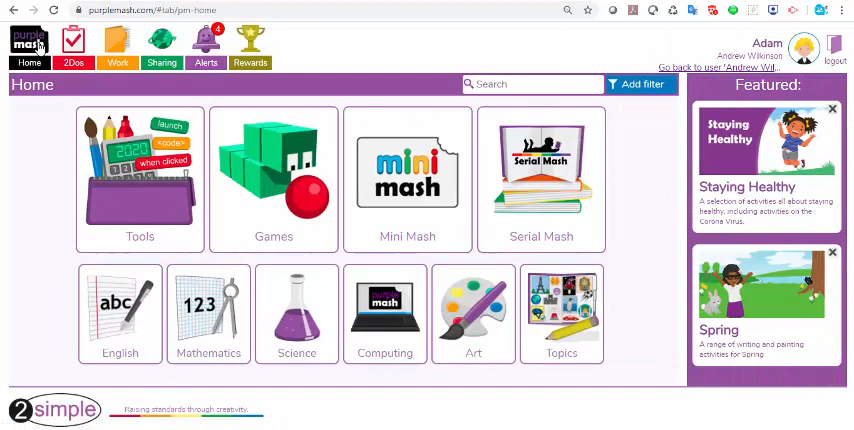 purplemash.com/#tab/pm-home
purple
mash
4
Home
2Dos
Work
Sharing
Alerts
Rewards
Adam
Andrew Wilkinson
Go back to user 'Andrew Wil...
logout
Home
Search
Add filter
Featured:
launch
<code>
2020
when clicked
Tools
Games
mini
mash
Mini Mash
Serial Mash
Serial Mash
abc
English
123
Mathematics
Science
purple
mash
Computing
Art
Topics
Staying
Healthy
Staying Healthy
A selection of activities all about staying
healthy, including activities on the
Corona Virus.
Spring
A range of writing and painting
activities for Spring
2simple
Raising standards through creativity.